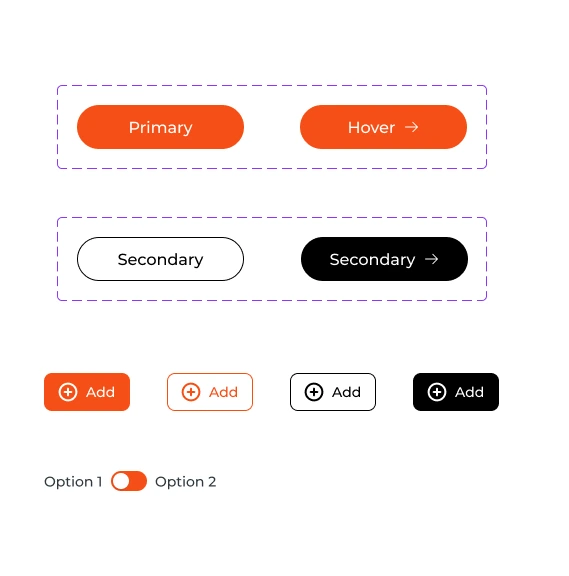 Primary
Hover
Secondary
Secondary
Add
Add
Add
Add
Option 1
Option 2